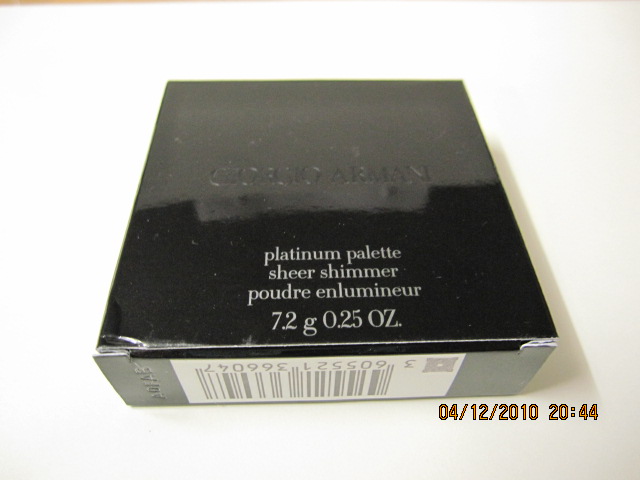 GIORGIO ARMANI
platinum palette
sheer shimmer
poudre enlumineur
7.2 g 0.25 OZ.
3 605521 366047
04/12/2010 20:44